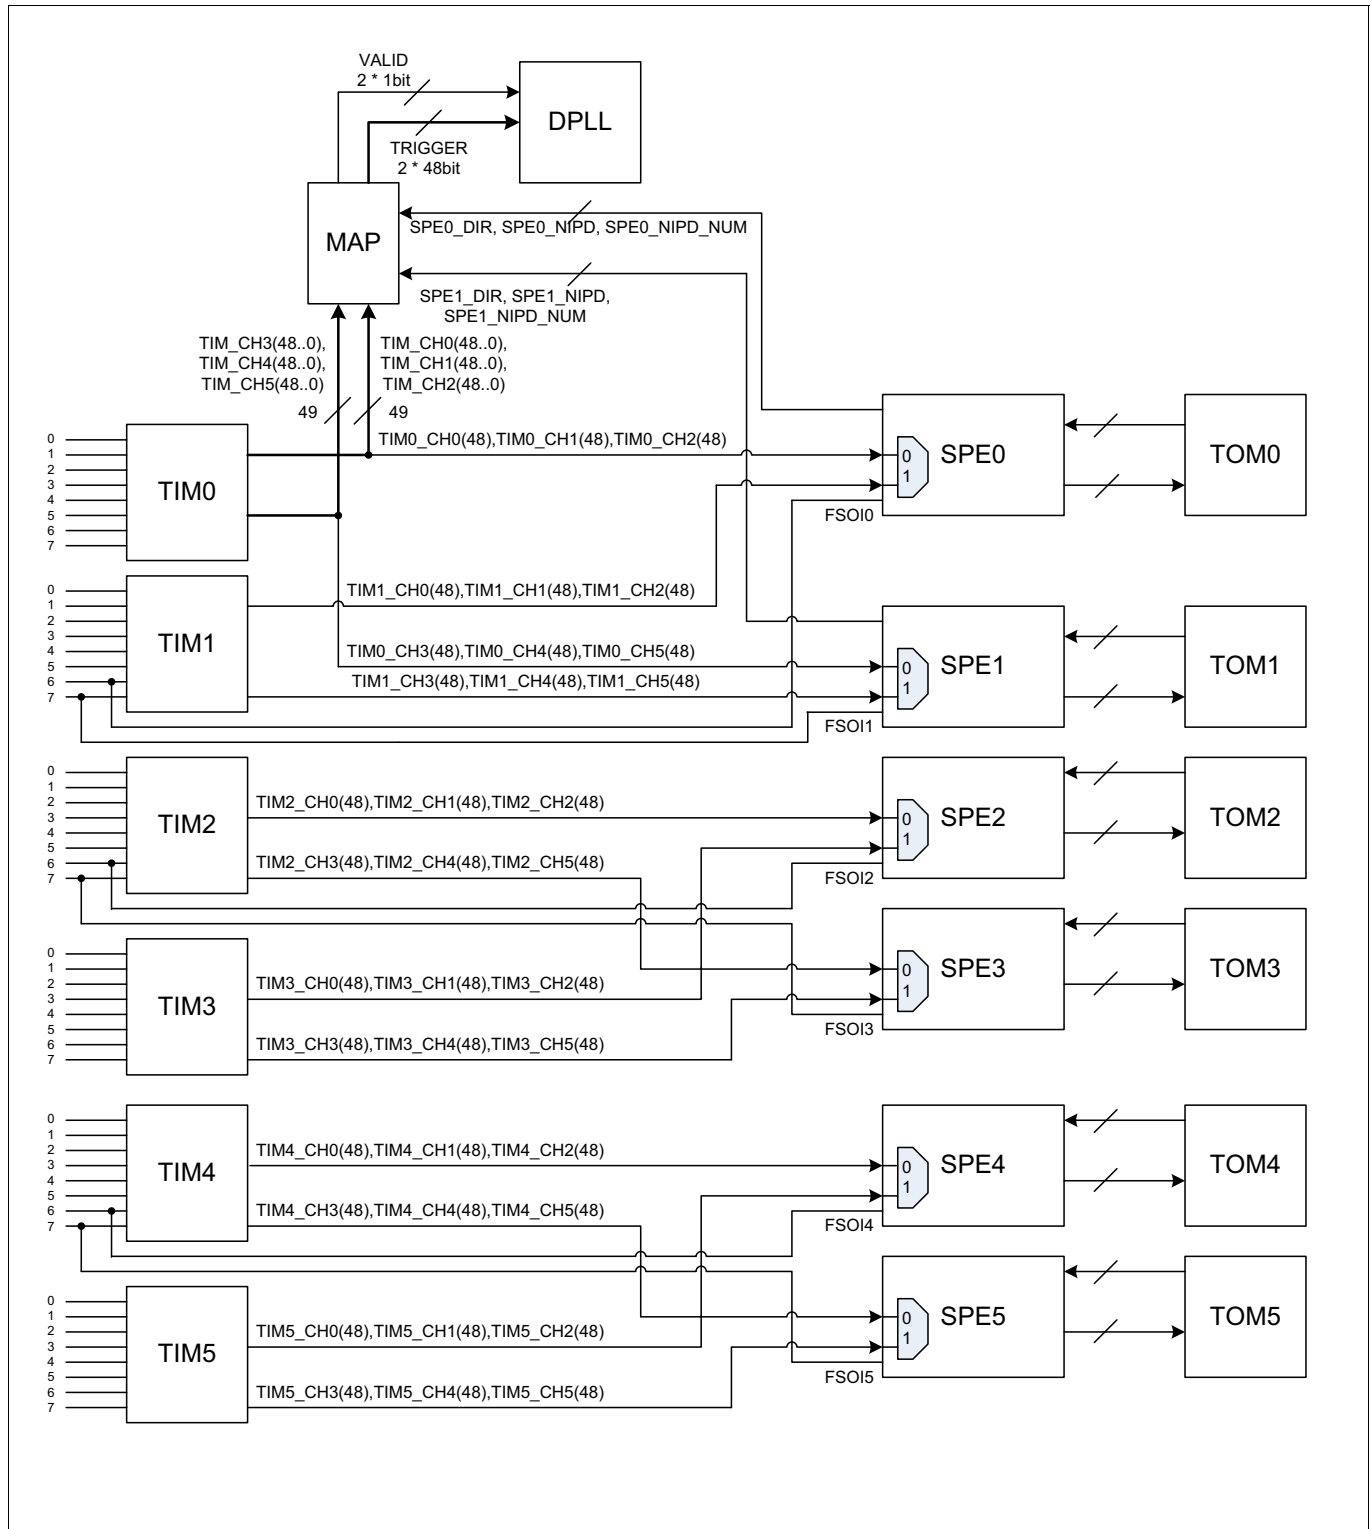 VALID
2 * 1bit
DPLL
TRIGGER
2 * 48bit
MAP
SPE0_DIR, SPE0_NIPD, SPE0_NIPD_NUM
SPE1_DIR, SPE1_NIPD,
SPE1_NIPD_NUM
TIM_CH3(48..0),
TIM_CH4(48..0),
TIM_CH5(48..0)
49
TIM_CH0(48..0),
TIM_CH1(48..0),
TIM_CH2(48..0)
49
0
1
2
3
4
5
6
7
TIM0
TIM0_CH0(48),TIM0_CH1(48),TIM0_CH2(48)
0
1
SPE0
FSOI0
TOM0
0
1
2
3
4
5
6
7
TIM1
TIM1_CH0(48),TIM1_CH1(48),TIM1_CH2(48)
TIM0_CH3(48),TIM0_CH4(48),TIM0_CH5(48)
TIM1_CH3(48),TIM1_CH4(48),TIM1_CH5(48)
0
1
SPE1
FSOI1
TOM1
0
1
2
3
4
5
6
7
TIM2
TIM2_CH0(48),TIM2_CH1(48),TIM2_CH2(48)
TIM2_CH3(48),TIM2_CH4(48),TIM2_CH5(48)
0
1
SPE2
FSOI2
TOM2
0
1
2
3
4
5
6
7
TIM3
TIM3_CH0(48),TIM3_CH1(48),TIM3_CH2(48)
TIM3_CH3(48),TIM3_CH4(48),TIM3_CH5(48)
0
1
SPE3
FSOI3
TOM3
0
1
2
3
4
5
6
7
TIM4
TIM4_CH0(48),TIM4_CH1(48),TIM4_CH2(48)
TIM4_CH3(48),TIM4_CH4(48),TIM4_CH5(48)
0
1
SPE4
FSOI4
TOM4
0
1
2
3
4
5
6
7
TIM5
TIM5_CH0(48),TIM5_CH1(48),TIM5_CH2(48)
TIM5_CH3(48),TIM5_CH4(48),TIM5_CH5(48)
0
1
SPE5
FSOI5
TOM5